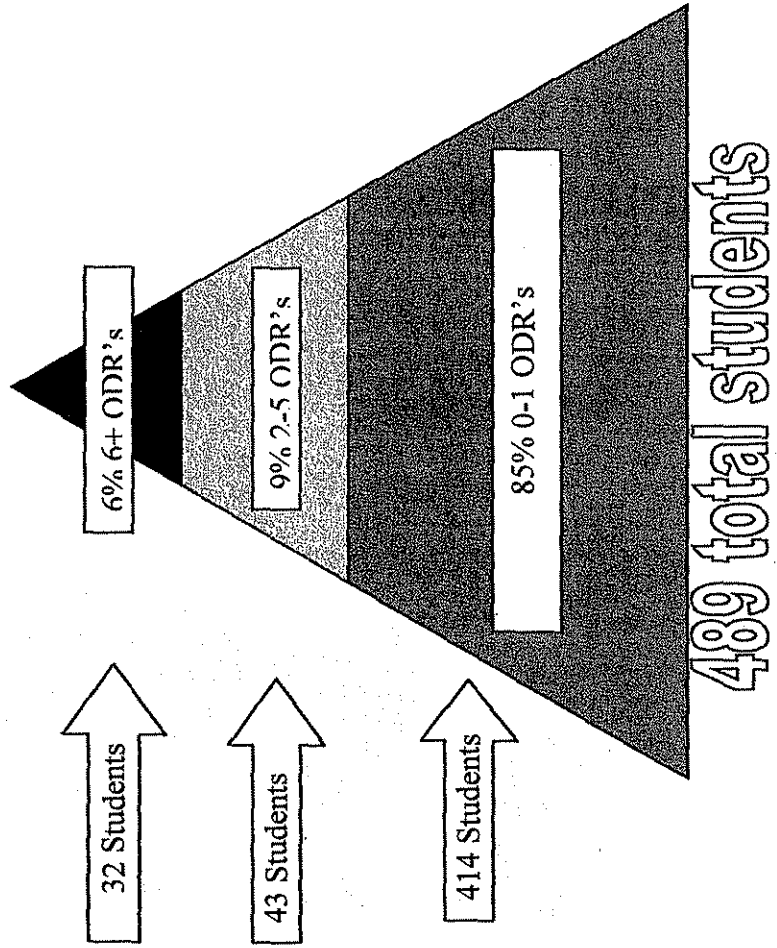 6% 6+ ODR's
32 Students
9% 2-5 ODR's
43 Students
85% 0-1 ODR's
414 Students
489 total students